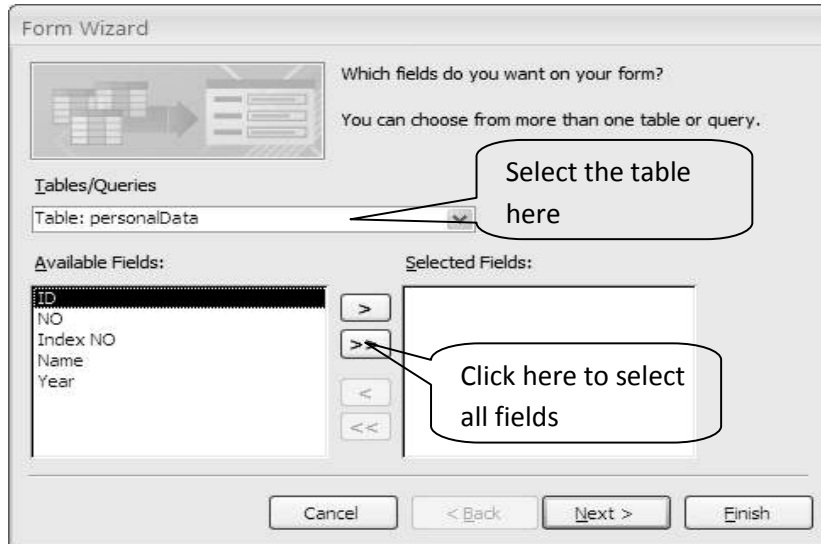 Form Wizard
Which fields do you want on your form?
You can choose from more than one table or query.
Tables/Queries
Table: personalData
Select the table
here
Available Fields:
Selected Fields:
ID
NO
Index NO
Name
Year
>
>>
<
<<
Click here to select
all fields
Cancel
< Back
Next >
Finish